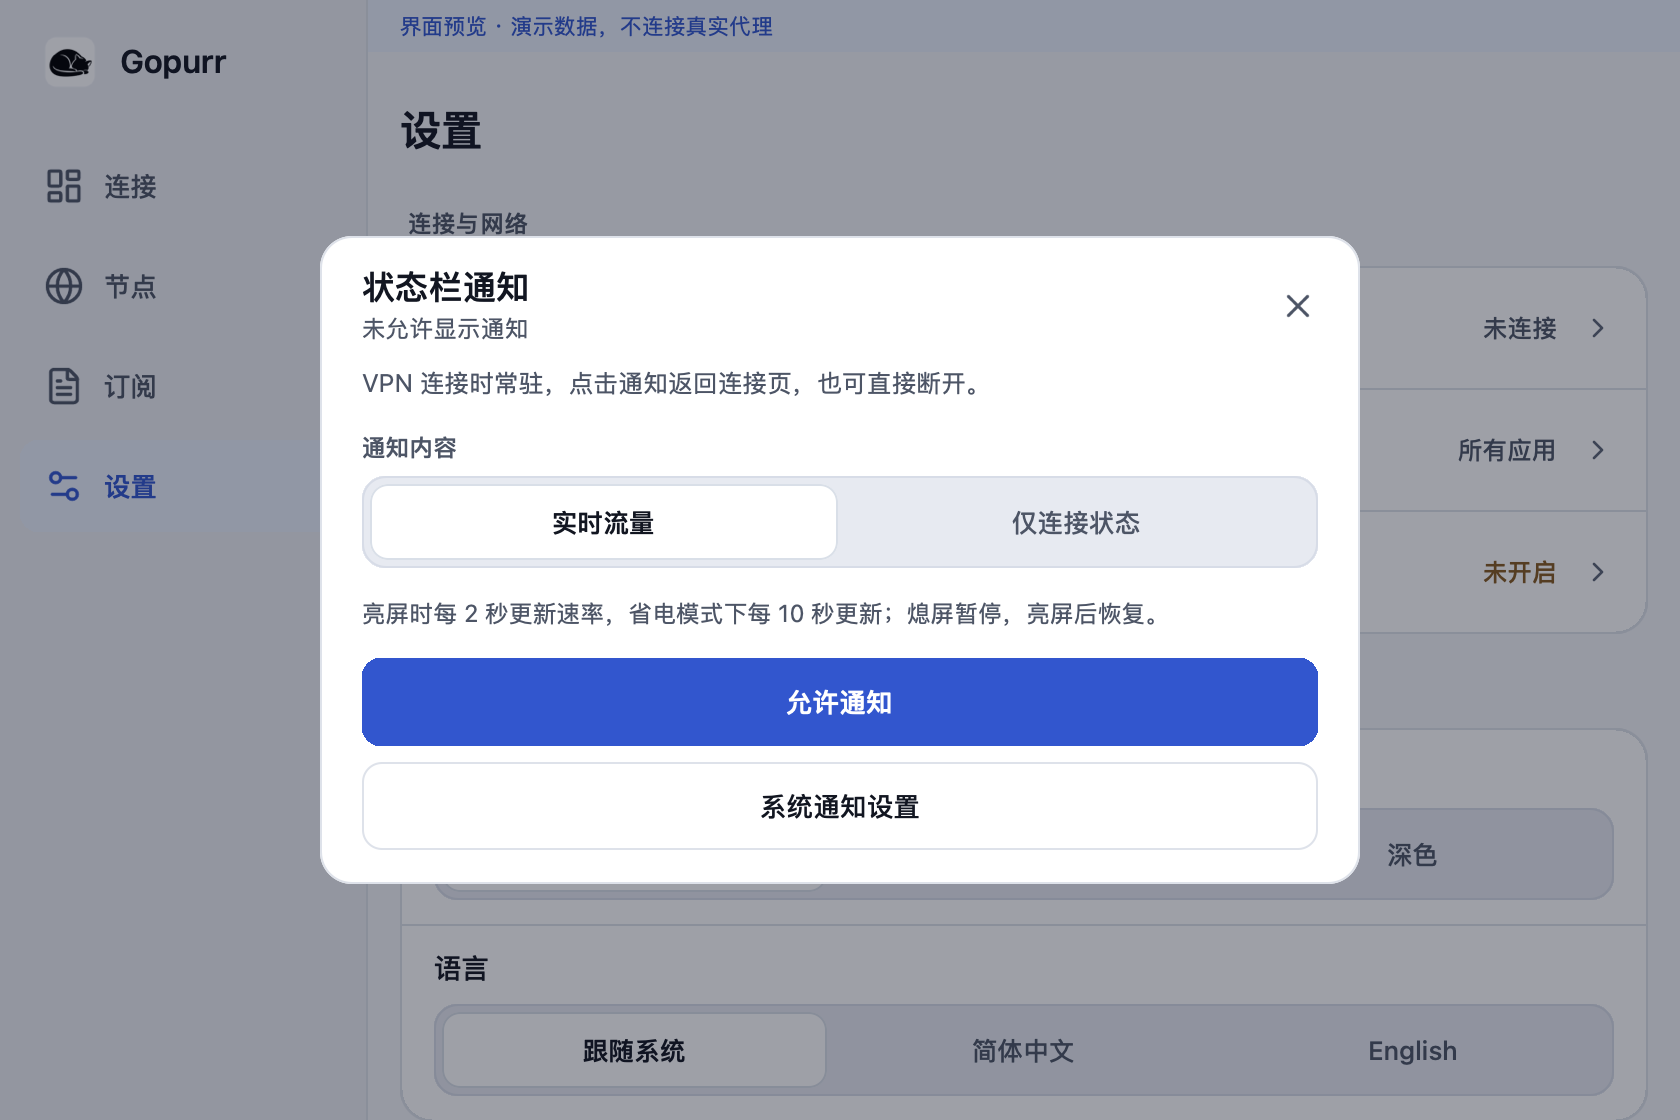 界面预览 · 演示数据，不连接真实代理
Gopurr
连接
节点
订阅
设置
设置
连接与网络
未连接
所有应用
未开启
状态栏通知
未允许显示通知
VPN 连接时常驻，点击通知返回连接页，也可直接断开。
通知内容
实时流量
仅连接状态
亮屏时每 2 秒更新速率，省电模式下每 10 秒更新；熄屏暂停，亮屏后恢复。
允许通知
系统通知设置
深色
语言
跟随系统
简体中文
English